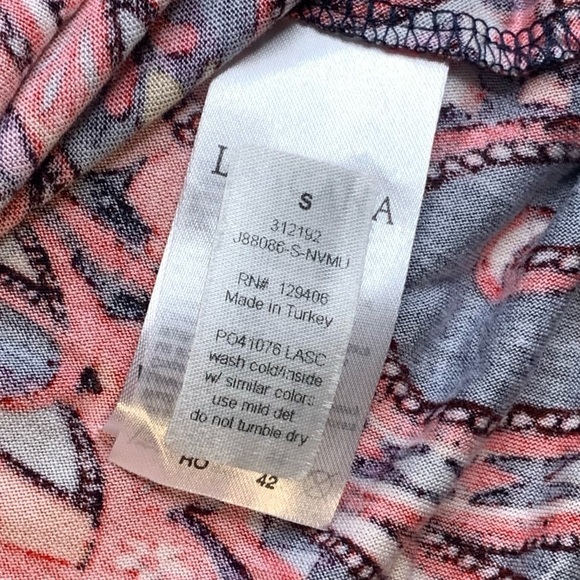 L A
S
312192
J88086-S-NVMU
RN# 129406
Made in Turkey
PO41076 LASC
wash cold/inside
w/ similar colors
use mild det
do not tumble dry
RO 42